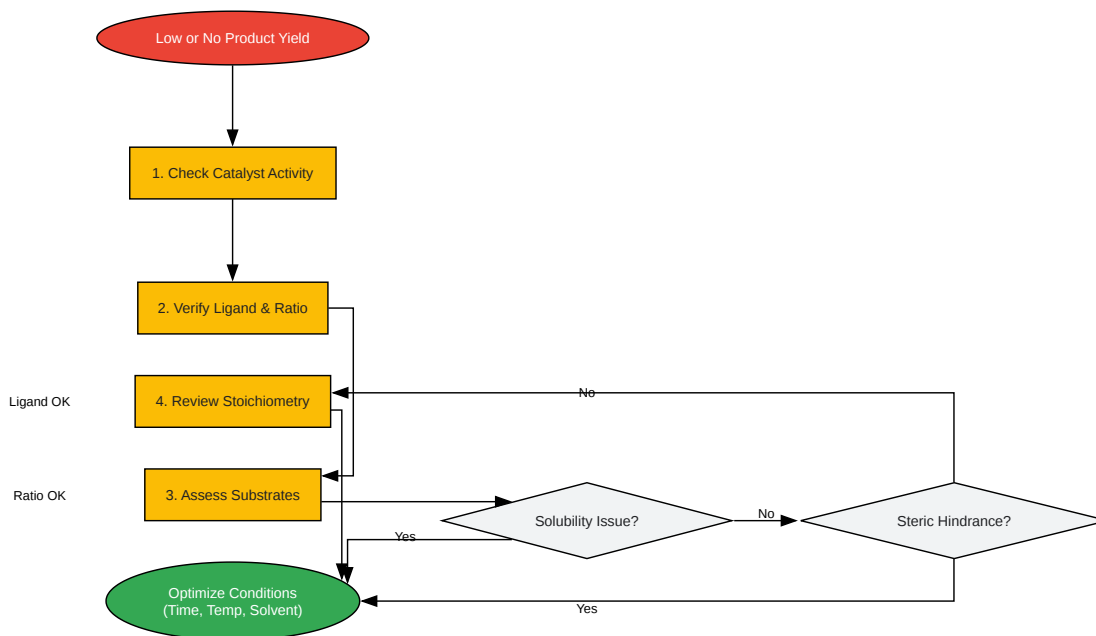 Low or No Product Yield
1. Check Catalyst Activity
2. Verify Ligand & Ratio
Ligand OK
4. Review Stoichiometry
No
Ratio OK
3. Assess Substrates
Solubility Issue?
No
Steric Hindrance?
Yes
Optimize Conditions
(Time, Temp, Solvent)
Yes